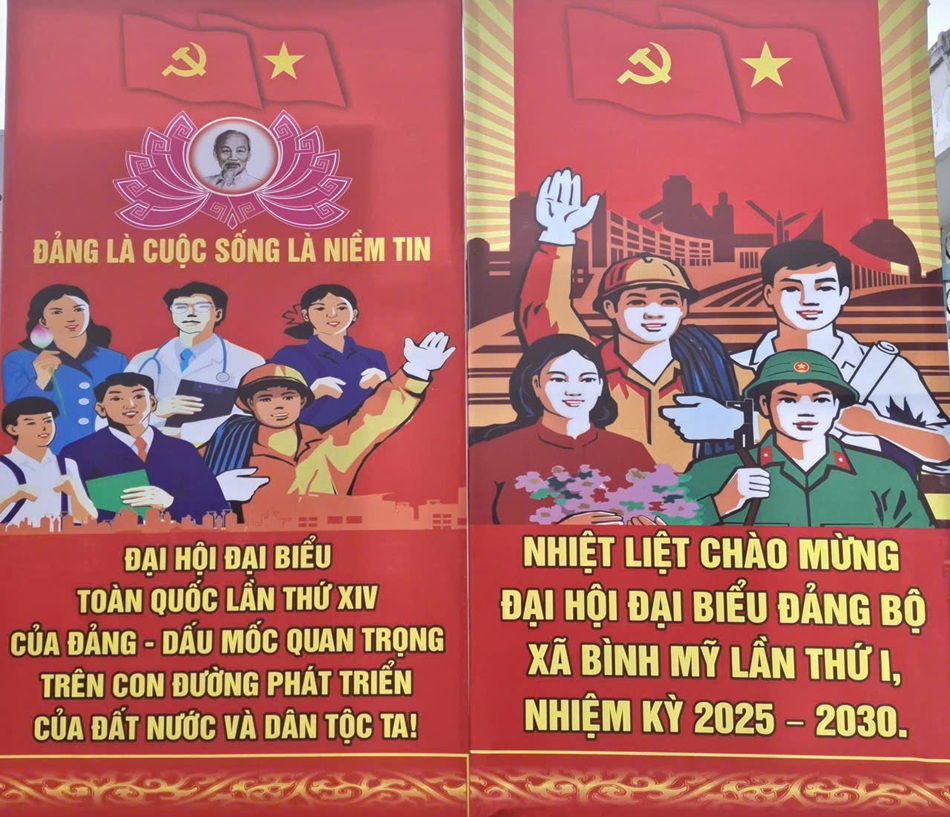 ĐẢNG LÀ CUỘC SỐNG LÀ NIỀM TIN
ĐẠI HỘI ĐẠI BIỂU
TOÀN QUỐC LẦN THỨ XIV
CỦA ĐẢNG - DẤU MỐC QUAN TRỌNG
TRÊN CON ĐƯỜNG PHÁT TRIỂN
CỦA ĐẤT NƯỚC VÀ DÂN TỘC TA!
NHIỆT LIỆT CHÀO MỪNG
ĐẠI HỘI ĐẠI BIỂU ĐẢNG BỘ
XÃ BÌNH MỸ LẦN THỨ I,
NHIỆM KỲ 2025 – 2030.